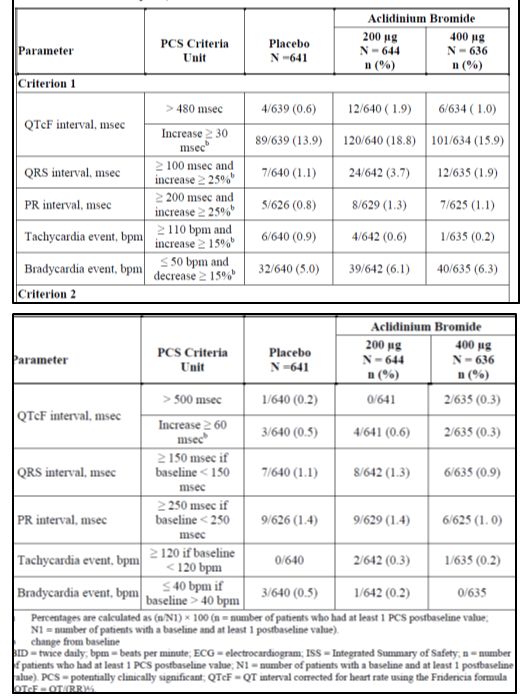 Aclidinium Bromide
Parameter PCS Criteria Unit Placebo N =641 200 µg N = 644 n (%) 400 µg N = 636 n (%)
Criterion 1
QTcF interval, msec > 480 msec 4/639 (0.6) 12/640 ( 1.9) 6/634 ( 1.0)
Increase ≥ 30 msecᵇ 89/639 (13.9) 120/640 (18.8) 101/634 (15.9)
QRS interval, msec ≥ 100 msec and increase ≥ 25%ᵇ 7/640 (1.1) 24/642 (3.7) 12/635 (1.9)
PR interval, msec ≥ 200 msec and increase ≥ 25%ᵇ 5/626 (0.8) 8/629 (1.3) 7/625 (1.1)
Tachycardia event, bpm ≥ 110 bpm and increase ≥ 15%ᵇ 6/640 (0.9) 4/642 (0.6) 1/635 (0.2)
Bradycardia event, bpm ≤ 50 bpm and decrease ≥ 15%ᵇ 32/640 (5.0) 39/642 (6.1) 40/635 (6.3)
Criterion 2
Aclidinium Bromide
Parameter PCS Criteria Unit Placebo N =641 200 µg N = 644 n (%) 400 µg N = 636 n (%)
QTcF interval, msec > 500 msec 1/640 (0.2) 0/641 2/635 (0.3)
Increase ≥ 60 msecᵇ 3/640 (0.5) 4/641 (0.6) 2/635 (0.3)
QRS interval, msec ≥ 150 msec if baseline < 150 msec 7/640 (1.1) 8/642 (1.3) 6/635 (0.9)
PR interval, msec ≥ 250 msec if baseline < 250 msec 9/626 (1.4) 9/629 (1.4) 6/625 (1. 0)
Tachycardia event, bpm ≥ 120 if baseline < 120 bpm 0/640 2/642 (0.3) 1/635 (0.2)
Bradycardia event, bpm ≤ 40 bpm if baseline > 40 bpm 3/640 (0.5) 1/642 (0.2) 0/635
Percentages are calculated as (n/N1) × 100 (n = number of patients who had at least 1 PCS postbaseline value;
N1 = number of patients with a baseline and at least 1 postbaseline value).
change from baseline
BID = twice daily; bpm = beats per minute; ECG = electrocardiogram; ISS = Integrated Summary of Safety; n = number
of patients who had at least 1 PCS postbaseline value; N1 = number of patients with a baseline and at least 1 postbaseline
value); PCS = potentially clinically significant; QTcF = QT interval corrected for heart rate using the Fridericia formula